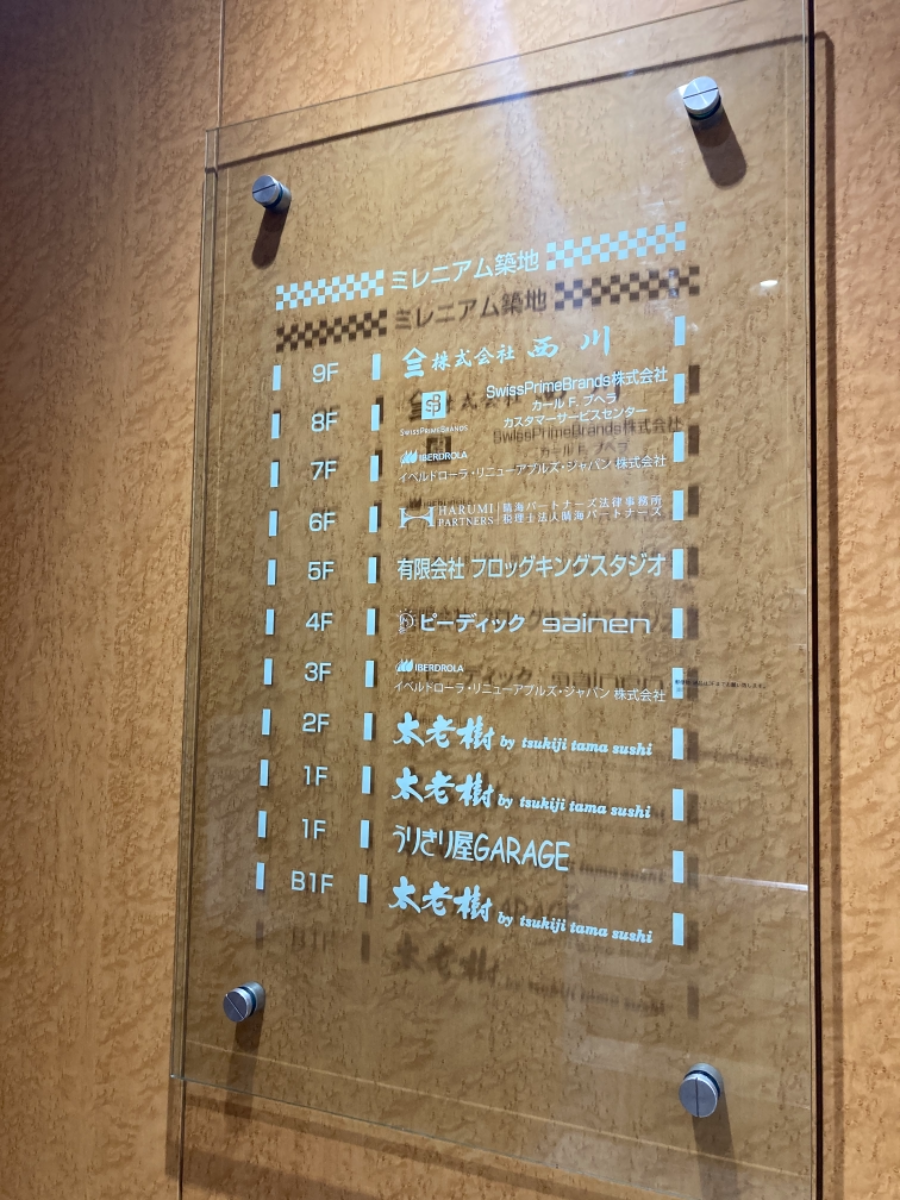 ミレニアム築地
9F 株式会社 西川
8F SWISSPRIMEBRANDS SwissPrimeBrands株式会社
カール F. ブヘラ
カスタマーサービスセンター
7F IBERDROLA
イベルドローラ・リニューアブルズ・ジャパン 株式会社
6F HARUMI PARTNERS 晴海パートナーズ法律事務所
税理士法人晴海パートナーズ
5F 有限会社 フロッグキングスタジオ
4F ピーディック gainen
3F IBERDROLA
イベルドローラ・リニューアブルズ・ジャパン 株式会社
2F 太老樹 by tsukiji tama sushi
1F 太老樹 by tsukiji tama sushi
1F うりきり屋GARAGE
B1F 太老樹 by tsukiji tama sushi